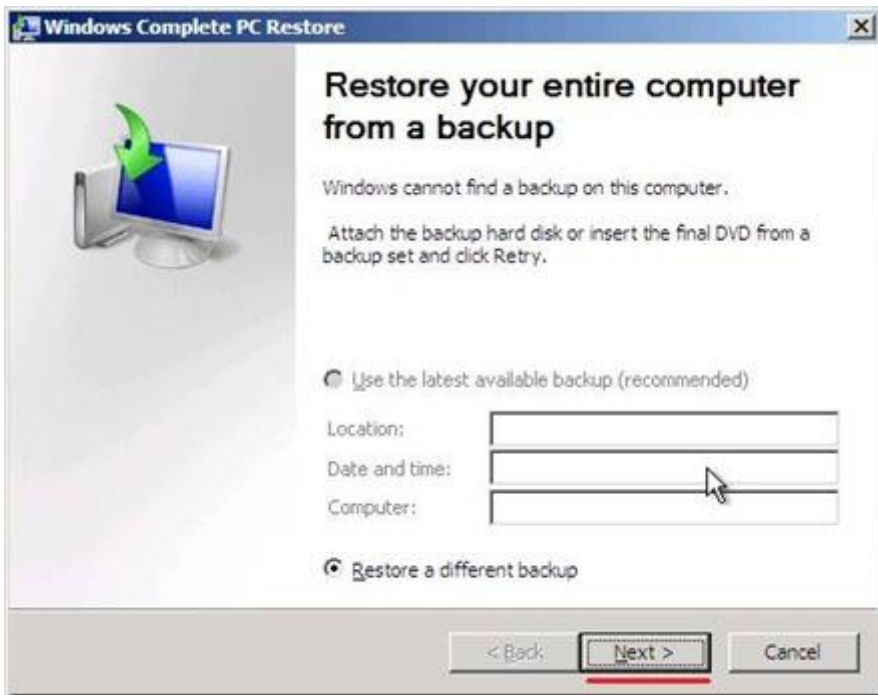 Windows Complete PC Restore
Restore your entire computer
from a backup
Windows cannot find a backup on this computer.
Attach the backup hard disk or insert the final DVD from a
backup set and click Retry.
Use the latest available backup (recommended)
Location:
Date and time:
Computer:
Restore a different backup
< Back
Next >
Cancel